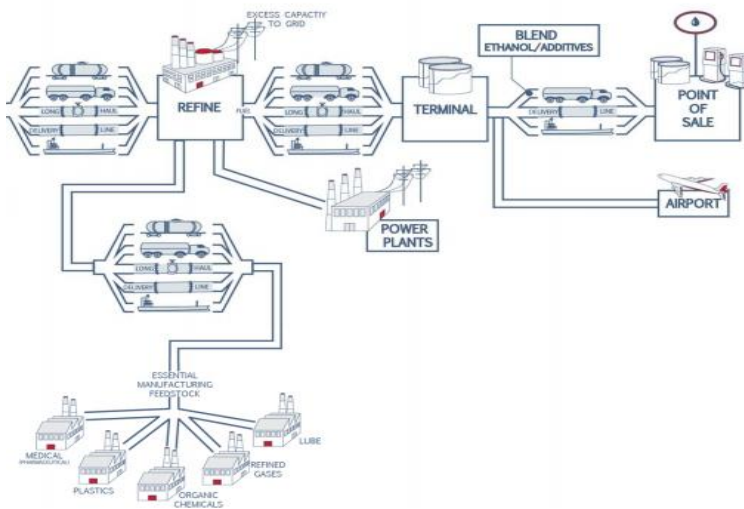 EXCESS CAPACTIY
TO GRID
BLEND
ETHANOL/ADDITIVES
LONG HAUL
DELIVERY LINE
REFINE
FUEL
LONG HAUL
DELIVERY LINE
TERMINAL
DELIVERY LINE
POINT
OF
SALE
AIRPORT
POWER
PLANTS
LONG HAUL
DELIVERY LINE
ESSENTIAL
MANUFACTURING
FEEDSTOCK
LUBE
MEDICAL
(PHARMACEUTICAL)
REFINED
GASES
PLASTICS
ORGANIC
CHEMICALS